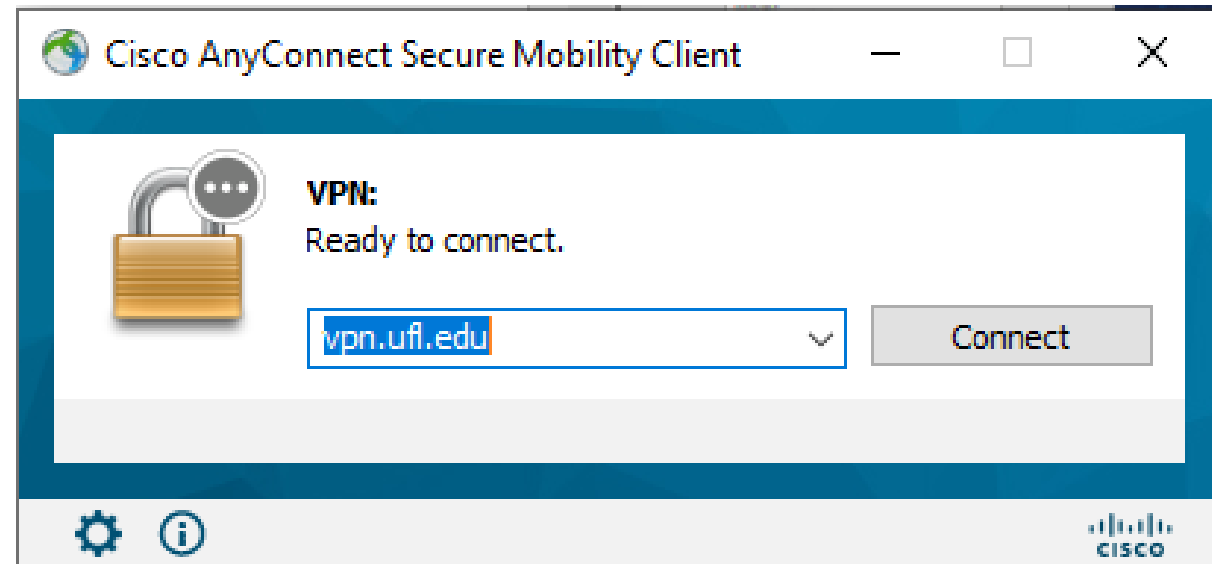 Cisco AnyConnect Secure Mobility Client
VPN:
Ready to connect.
vpn.ufl.edu
Connect
CISCO